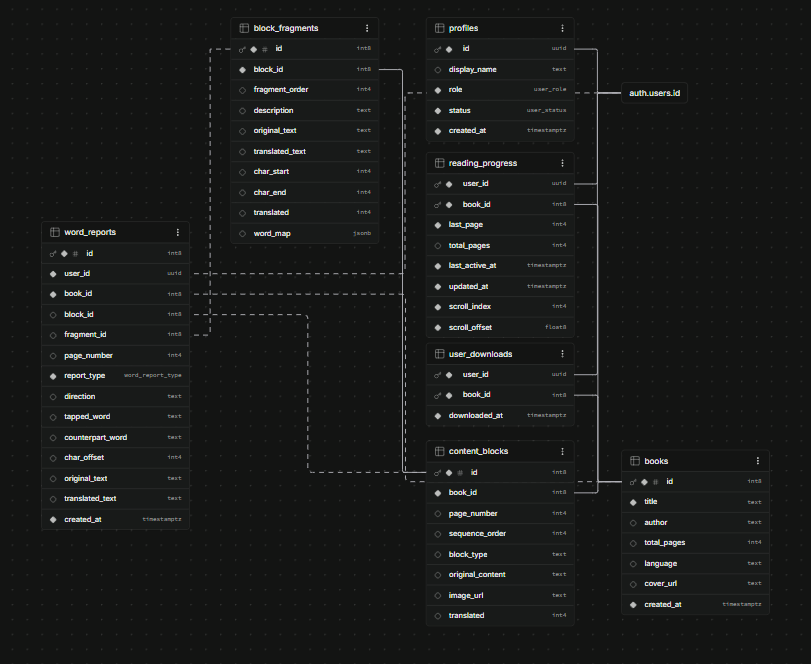 block_fragments
id int8
block_id int8
fragment_order int4
description text
original_text text
translated_text text
char_start int4
char_end int4
translated int4
word_map jsonb
profiles
id uuid
display_name text
role user_role
status user_status
created_at timestamptz
auth.users.id
reading_progress
user_id uuid
book_id int8
last_page int4
total_pages int4
last_active_at timestamptz
updated_at timestamptz
scroll_index int4
scroll_offset float8
word_reports
id int8
user_id uuid
book_id int8
block_id int8
fragment_id int8
page_number int4
report_type word_report_type
direction text
tapped_word text
counterpart_word text
char_offset int4
original_text text
translated_text text
created_at timestamptz
user_downloads
user_id uuid
book_id int8
downloaded_at timestamptz
content_blocks
id int8
book_id int8
page_number int4
sequence_order int4
block_type text
original_content text
image_url text
translated int4
books
id int8
title text
author text
total_pages int4
language text
cover_url text
created_at timestamptz